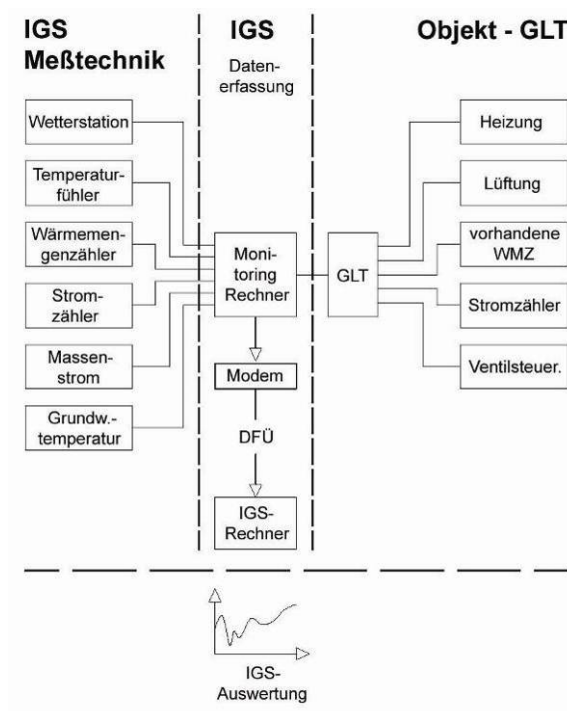 IGS
Meßtechnik
IGS
Daten-
erfassung
Objekt - GLT
Wetterstation
Temperatur-
fühler
Wärmemen-
genzähler
Strom-
zähler
Massen-
strom
Grundw.-
temperatur
Moni-
toring
Rechner
Modem
DFÜ
IGS-
Rechner
GLT
Heizung
Lüftung
vorhandene
WMZ
Stromzähler
Ventilsteuer.
IGS-
Auswertung